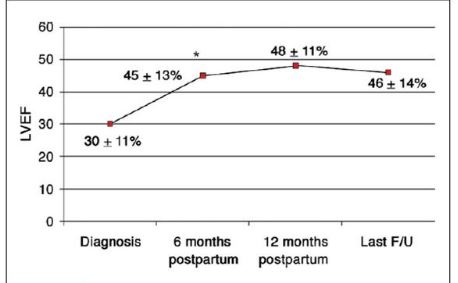 60
50
40
30
20
10
0
LVEF
*
30 ± 11%
45 ± 13%
48 ± 11%
46 ± 14%
Diagnosis
6 months
postpartum
12 months
postpartum
Last F/U